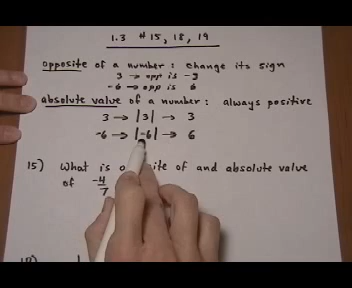 1.3 #15, 18, 19
opposite of a number: change its sign
3 → opp is -3
-6 → opp is 6
absolute value of a number: always positive
3 → |3| → 3
-6 → |-6| → 6
15) What is of and absolute value
of -4/7